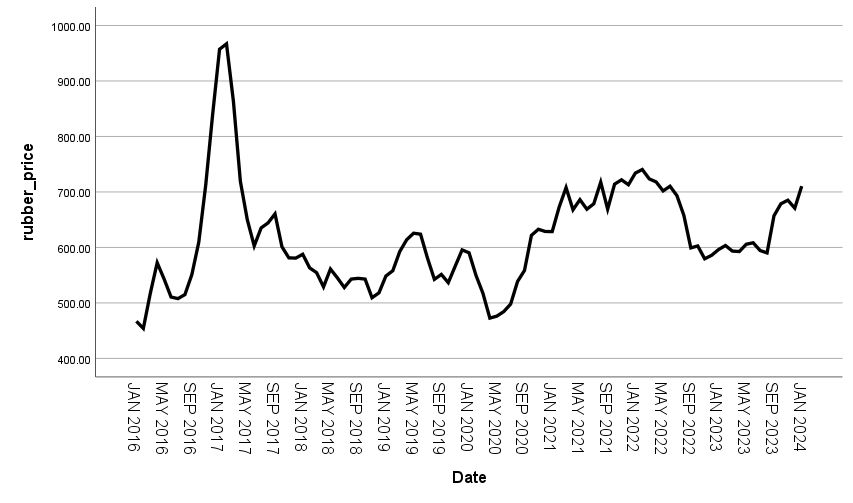 1000.00
900.00
800.00
700.00
600.00
500.00
400.00
rubber_price
JAN 2016
MAY 2016
SEP 2016
JAN 2017
MAY 2017
SEP 2017
JAN 2018
MAY 2018
SEP 2018
JAN 2019
MAY 2019
SEP 2019
JAN 2020
MAY 2020
SEP 2020
JAN 2021
MAY 2021
SEP 2021
JAN 2022
MAY 2022
SEP 2022
JAN 2023
MAY 2023
SEP 2023
JAN 2024
Date